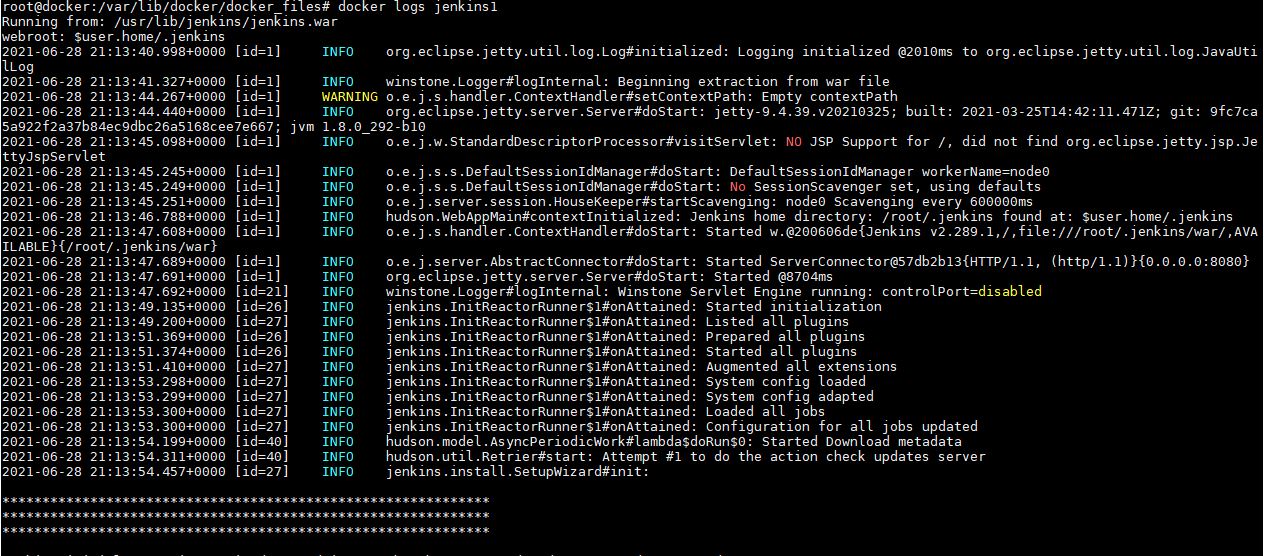 root@docker:/var/lib/docker/docker_files# docker logs jenkins1
Running from: /usr/lib/jenkins/jenkins.war
webroot: $user.home/.jenkins
2021-06-28 21:13:40.998+0000 [id=1]     INFO    org.eclipse.jetty.util.log.Log#initialized: Logging initialized @2010ms to org.eclipse.jetty.util.log.JavaUti
lLog
2021-06-28 21:13:41.327+0000 [id=1]     INFO    winstone.Logger#logInternal: Beginning extraction from war file
2021-06-28 21:13:44.267+0000 [id=1]     WARNING o.e.j.s.handler.ContextHandler#setContextPath: Empty contextPath
2021-06-28 21:13:44.440+0000 [id=1]     INFO    org.eclipse.jetty.server.Server#doStart: jetty-9.4.39.v20210325; built: 2021-03-25T14:42:11.471Z; git: 9fc7ca
5a922f2a37b84ec9dbc26a5168cee7e667; jvm 1.8.0_292-b10
2021-06-28 21:13:45.098+0000 [id=1]     INFO    o.e.j.w.StandardDescriptorProcessor#visitServlet: NO JSP Support for /, did not find org.eclipse.jetty.jsp.Je
ttyJspServlet
2021-06-28 21:13:45.245+0000 [id=1]     INFO    o.e.j.s.s.DefaultSessionIdManager#doStart: DefaultSessionIdManager workerName=node0
2021-06-28 21:13:45.249+0000 [id=1]     INFO    o.e.j.s.s.DefaultSessionIdManager#doStart: No SessionScavenger set, using defaults
2021-06-28 21:13:45.251+0000 [id=1]     INFO    o.e.j.server.session.HouseKeeper#startScavenging: node0 Scavenging every 600000ms
2021-06-28 21:13:46.788+0000 [id=1]     INFO    hudson.WebAppMain#contextInitialized: Jenkins home directory: /root/.jenkins found at: $user.home/.jenkins
2021-06-28 21:13:47.608+0000 [id=1]     INFO    o.e.j.s.handler.ContextHandler#doStart: Started w.@200606de{Jenkins v2.289.1,/,file:///root/.jenkins/war/,AVA
ILABLE}{/root/.jenkins/war}
2021-06-28 21:13:47.689+0000 [id=1]     INFO    o.e.j.server.AbstractConnector#doStart: Started ServerConnector@57db2b13{HTTP/1.1, (http/1.1)}{0.0.0.0:8080}
2021-06-28 21:13:47.691+0000 [id=1]     INFO    org.eclipse.jetty.server.Server#doStart: Started @8704ms
2021-06-28 21:13:47.692+0000 [id=21]    INFO    winstone.Logger#logInternal: Winstone Servlet Engine running: controlPort=disabled
2021-06-28 21:13:49.135+0000 [id=26]    INFO    jenkins.InitReactorRunner$1#onAttained: Started initialization
2021-06-28 21:13:49.200+0000 [id=27]    INFO    jenkins.InitReactorRunner$1#onAttained: Listed all plugins
2021-06-28 21:13:51.369+0000 [id=26]    INFO    jenkins.InitReactorRunner$1#onAttained: Prepared all plugins
2021-06-28 21:13:51.374+0000 [id=26]    INFO    jenkins.InitReactorRunner$1#onAttained: Started all plugins
2021-06-28 21:13:51.410+0000 [id=27]    INFO    jenkins.InitReactorRunner$1#onAttained: Augmented all extensions
2021-06-28 21:13:53.298+0000 [id=27]    INFO    jenkins.InitReactorRunner$1#onAttained: System config loaded
2021-06-28 21:13:53.299+0000 [id=27]    INFO    jenkins.InitReactorRunner$1#onAttained: System config adapted
2021-06-28 21:13:53.300+0000 [id=27]    INFO    jenkins.InitReactorRunner$1#onAttained: Loaded all jobs
2021-06-28 21:13:53.300+0000 [id=27]    INFO    jenkins.InitReactorRunner$1#onAttained: Configuration for all jobs updated
2021-06-28 21:13:54.199+0000 [id=40]    INFO    hudson.model.AsyncPeriodicWork#lambda$doRun$0: Started Download metadata
2021-06-28 21:13:54.311+0000 [id=40]    INFO    hudson.util.Retrier#start: Attempt #1 to do the action check updates server
2021-06-28 21:13:54.457+0000 [id=27]    INFO    jenkins.install.SetupWizard#init:
*************************************************************
*************************************************************
*************************************************************